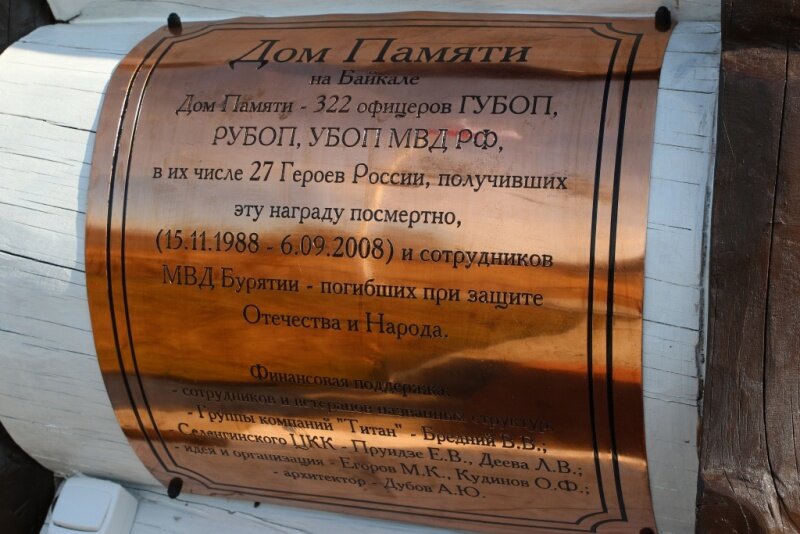 Дом Памяти
на Байкале
Дом Памяти - 322 офицеров ГУБОП,
РУБОП, УБОП МВД РФ,
в их числе 27 Героев России, получивших
эту награду посмертно,
(15.11.1988 - 6.09.2008) и сотрудников
МВД Бурятии - погибших при защите
Отечества и Народа.
Финансовая поддержка:
- сотрудников и ветеранов названных структур,
- Группы компаний "Титан" - Бредний В.В.;
- Селенгинского ЦКК - Пруидзе Е.В., Деева Л.В.;
- идея и организация - Егоров М.К., Кудинов О.Ф.;
- архитектор - Дубов А.Ю.